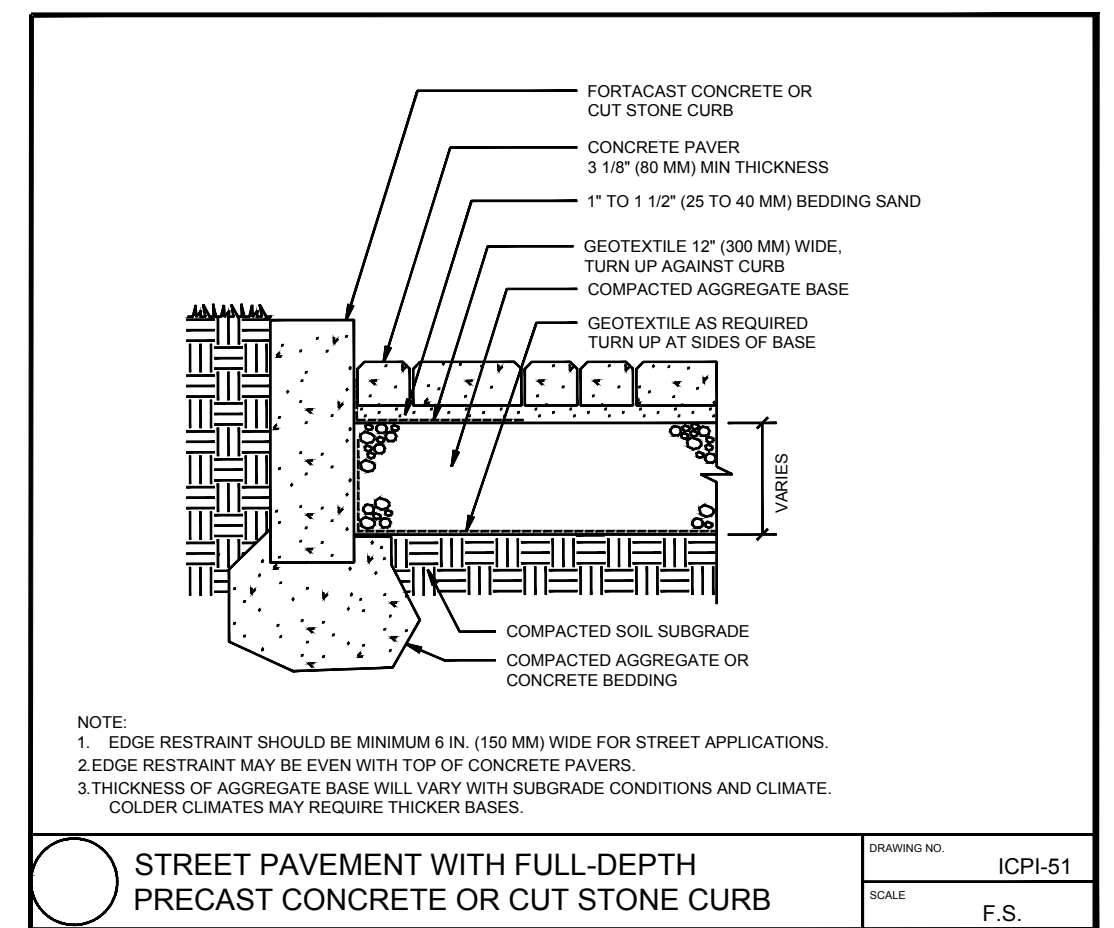 FORTACAST CONCRETE OR
CUT STONE CURB
CONCRETE PAVER
3 1/8" (80 MM) MIN THICKNESS
1" TO 1 1/2" (25 TO 40 MM) BEDDING SAND
GEOTEXTILE 12" (300 MM) WIDE,
TURN UP AGAINST CURB
COMPACTED AGGREGATE BASE
GEOTEXTILE AS REQUIRED
TURN UP AT SIDES OF BASE
VARIES
COMPACTED SOIL SUBGRADE
COMPACTED AGGREGATE OR
CONCRETE BEDDING
NOTE:
1. EDGE RESTRAINT SHOULD BE MINIMUM 6 IN. (150 MM) WIDE FOR STREET APPLICATIONS.
2.EDGE RESTRAINT MAY BE EVEN WITH TOP OF CONCRETE PAVERS.
3.THICKNESS OF AGGREGATE BASE WILL VARY WITH SUBGRADE CONDITIONS AND CLIMATE.
COLDER CLIMATES MAY REQUIRE THICKER BASES.
STREET PAVEMENT WITH FULL-DEPTH
PRECAST CONCRETE OR CUT STONE CURB
DRAWING NO.
ICPI-51
SCALE
F.S.